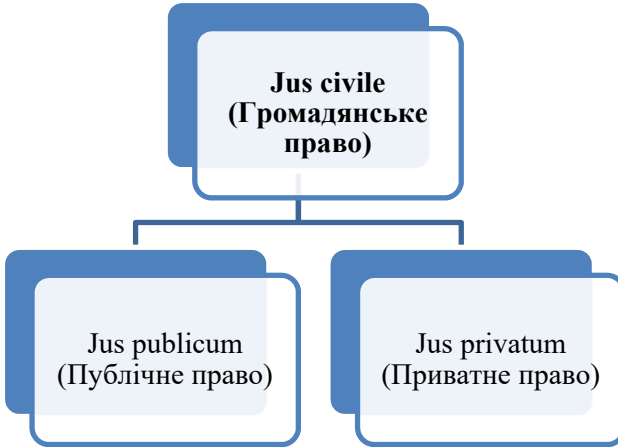 Jus civile
(Громадянське
право)
Jus publicum
(Публічне право)
Jus privatum
(Приватне право)